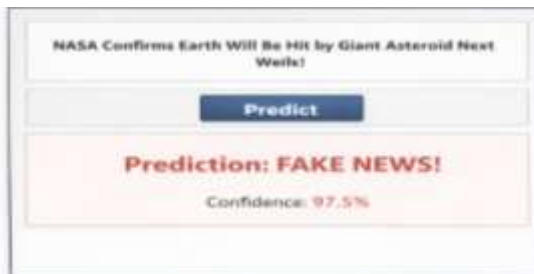 NASA Confirms Earth Will Be Hit by Giant Asteroid Next
Predict
Prediction: FAKE NEWS!
Confidence: 97.5%